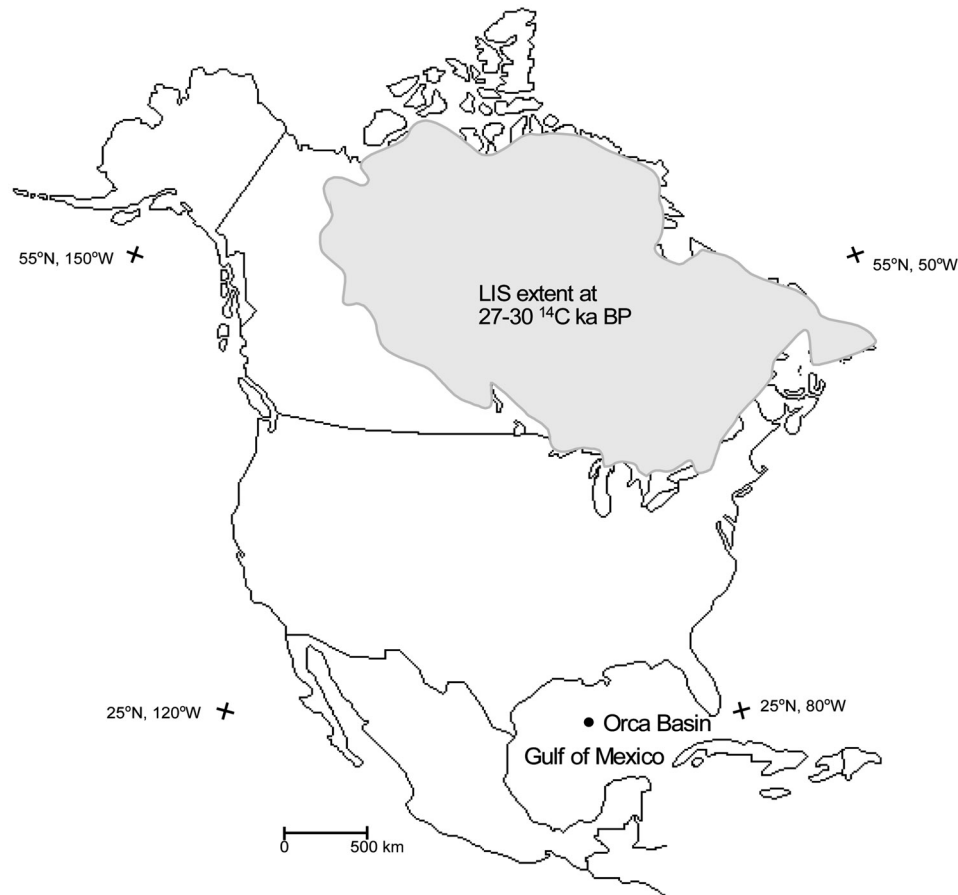 55ºN, 150ºW
55ºN, 50ºW
LIS extent at
27-30 ¹⁴C ka BP
25ºN, 120ºW
25ºN, 80ºW
Orca Basin
Gulf of Mexico
0 500 km